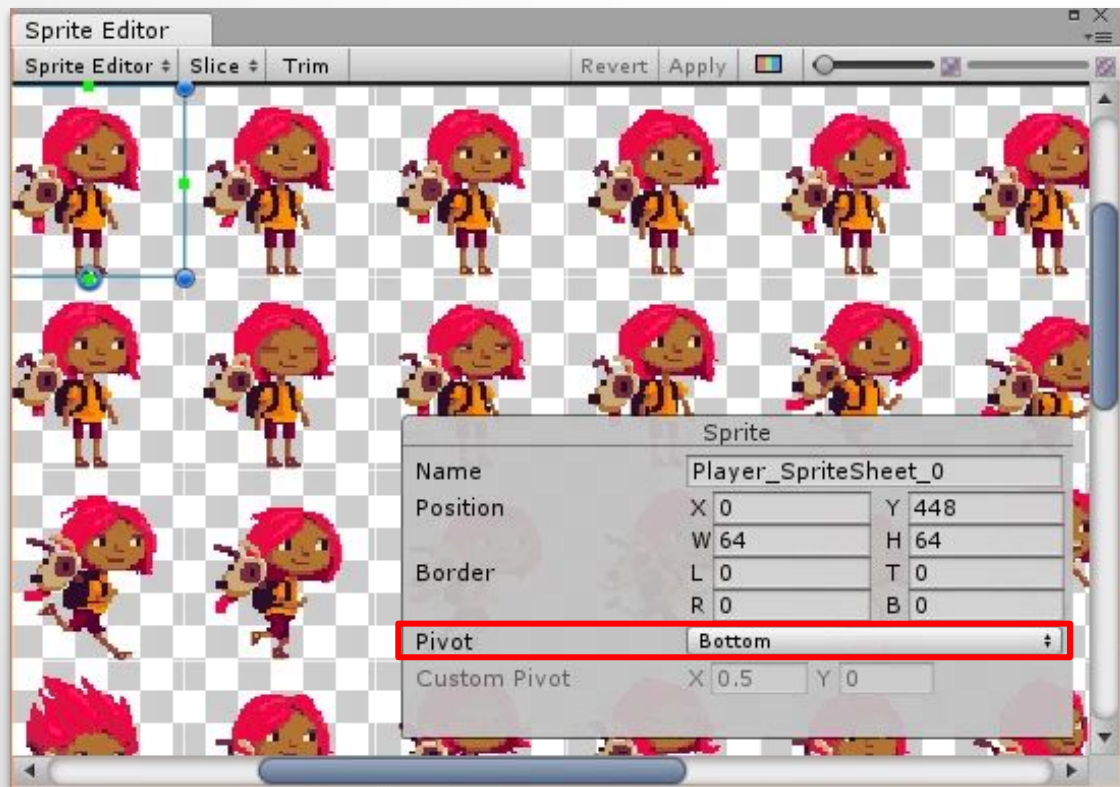 Sprite Editor
Sprite Editor Slice Trim Revert Apply
Sprite
Name Player_SpriteSheet_0
Position X 0 Y 448
W 64 H 64
Border L 0 T 0
R 0 B 0
Pivot Bottom
Custom Pivot X 0.5 Y 0